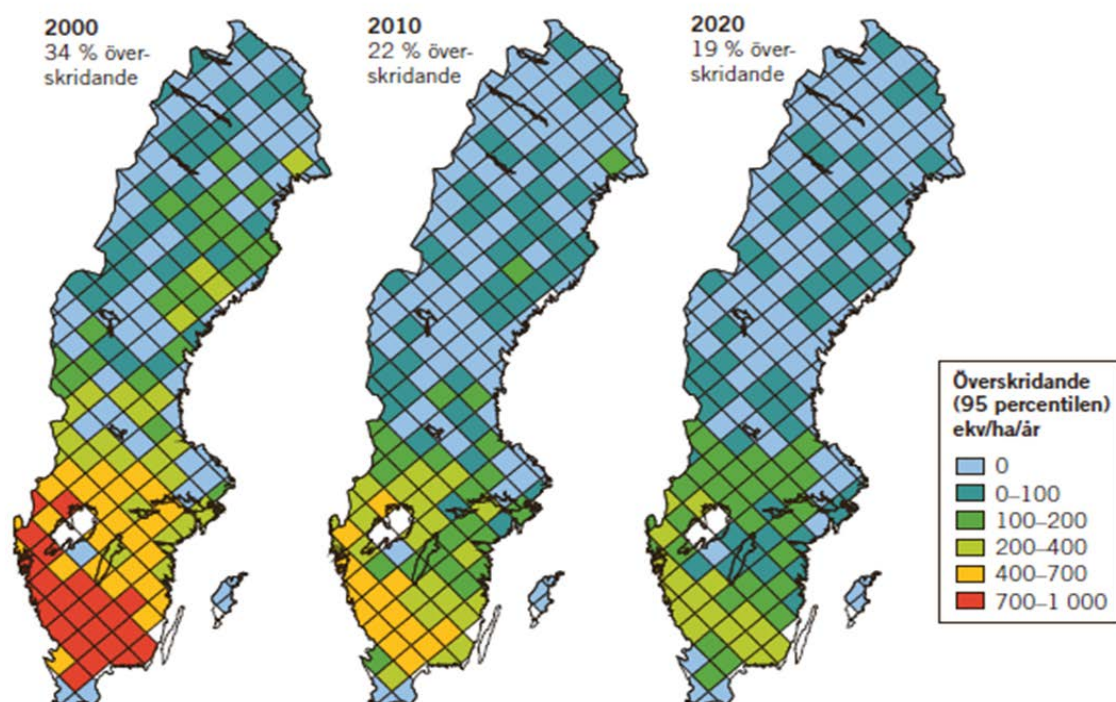 2000
34 % över-
skridande
2010
22 % över-
skridande
2020
19 % över-
skridande
Överskridande
(95 percentilen)
ekv/ha/år
0
0–100
100–200
200–400
400–700
700–1 000